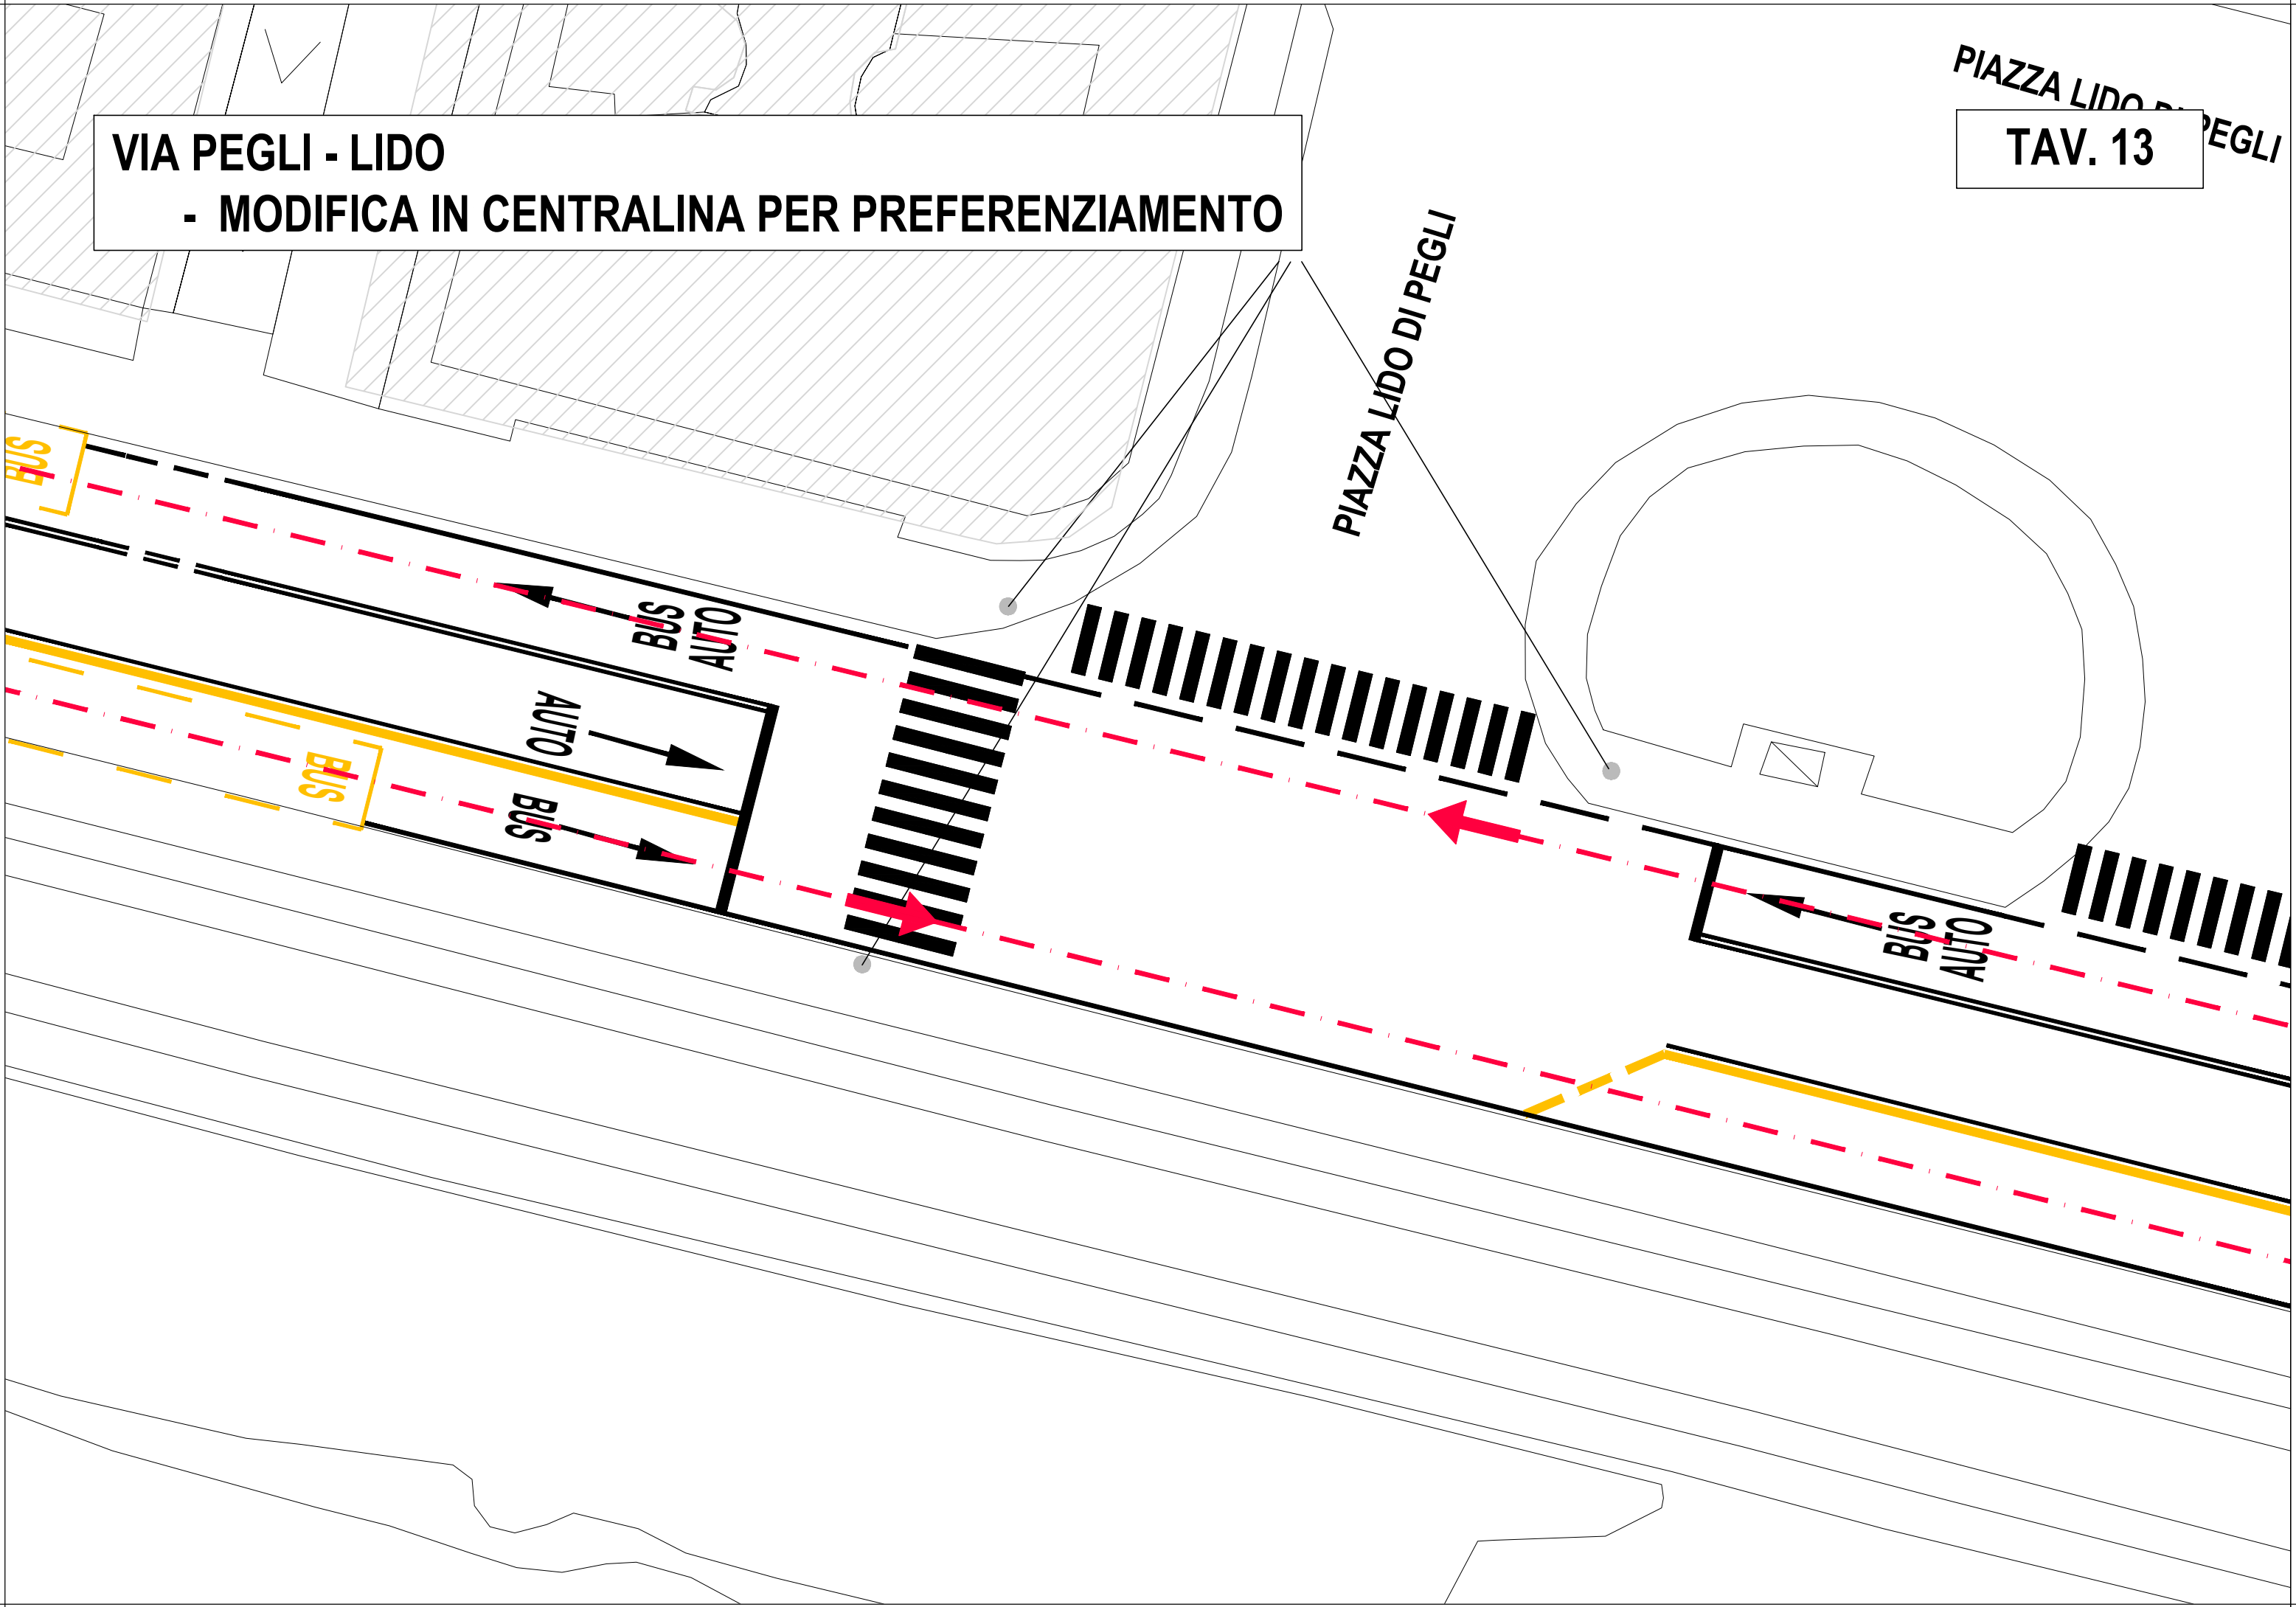 PIAZZA LIDO DI PEGLI
TAV. 13
VIA PEGLI - LIDO
- MODIFICA IN CENTRALINA PER PREFERENZIAMENTO
PIAZZA LIDO DI PEGLI
BUS
BUS
AUTO
AUTO
BUS
BUS
BUS
AUTO